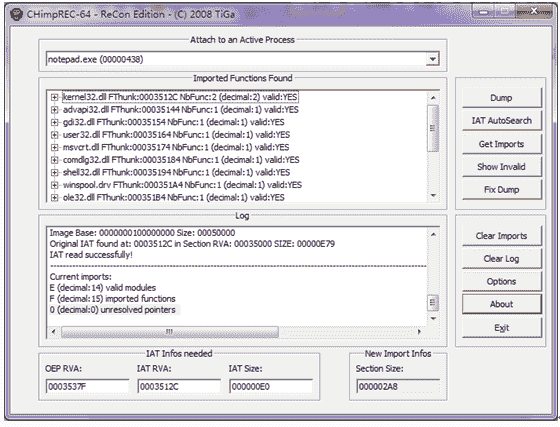 CHimpREC-64 - ReCon Edition - (C) 2008 TiGa
Attach to an Active Process
notepad.exe (00000438)
Imported Functions Found
kernel32.dll FThunk:0003512C NbFunc:2 (decimal:2) valid:YES
advapi32.dll FThunk:00035144 NbFunc:1 (decimal:1) valid:YES
gdi32.dll FThunk:00035154 NbFunc:1 (decimal:1) valid:YES
user32.dll FThunk:00035164 NbFunc:1 (decimal:1) valid:YES
msvcrt.dll FThunk:00035174 NbFunc:1 (decimal:1) valid:YES
comdlg32.dll FThunk:00035184 NbFunc:1 (decimal:1) valid:YES
shell32.dll FThunk:00035194 NbFunc:1 (decimal:1) valid:YES
winspool.drv FThunk:000351A4 NbFunc:1 (decimal:1) valid:YES
ole32.dll FThunk:000351B4 NbFunc:1 (decimal:1) valid:YES
Dump
IAT AutoSearch
Get Imports
Show Invalid
Fix Dump
Log
Image Base: 0000000100000000 Size: 00050000
Original IAT found at: 0003512C in Section RVA: 00035000 SIZE: 00000E79
IAT read successfully!
Current imports:
E (decimal:14) valid modules
F (decimal:15) imported functions
0 (decimal:0) unresolved pointers
Clear Imports
Clear Log
Options
About
Exit
IAT Infos needed
OEP RVA:
IAT RVA:
IAT Size:
0003537F
0003512C
000000E0
New Import Infos
Section Size:
000002A8